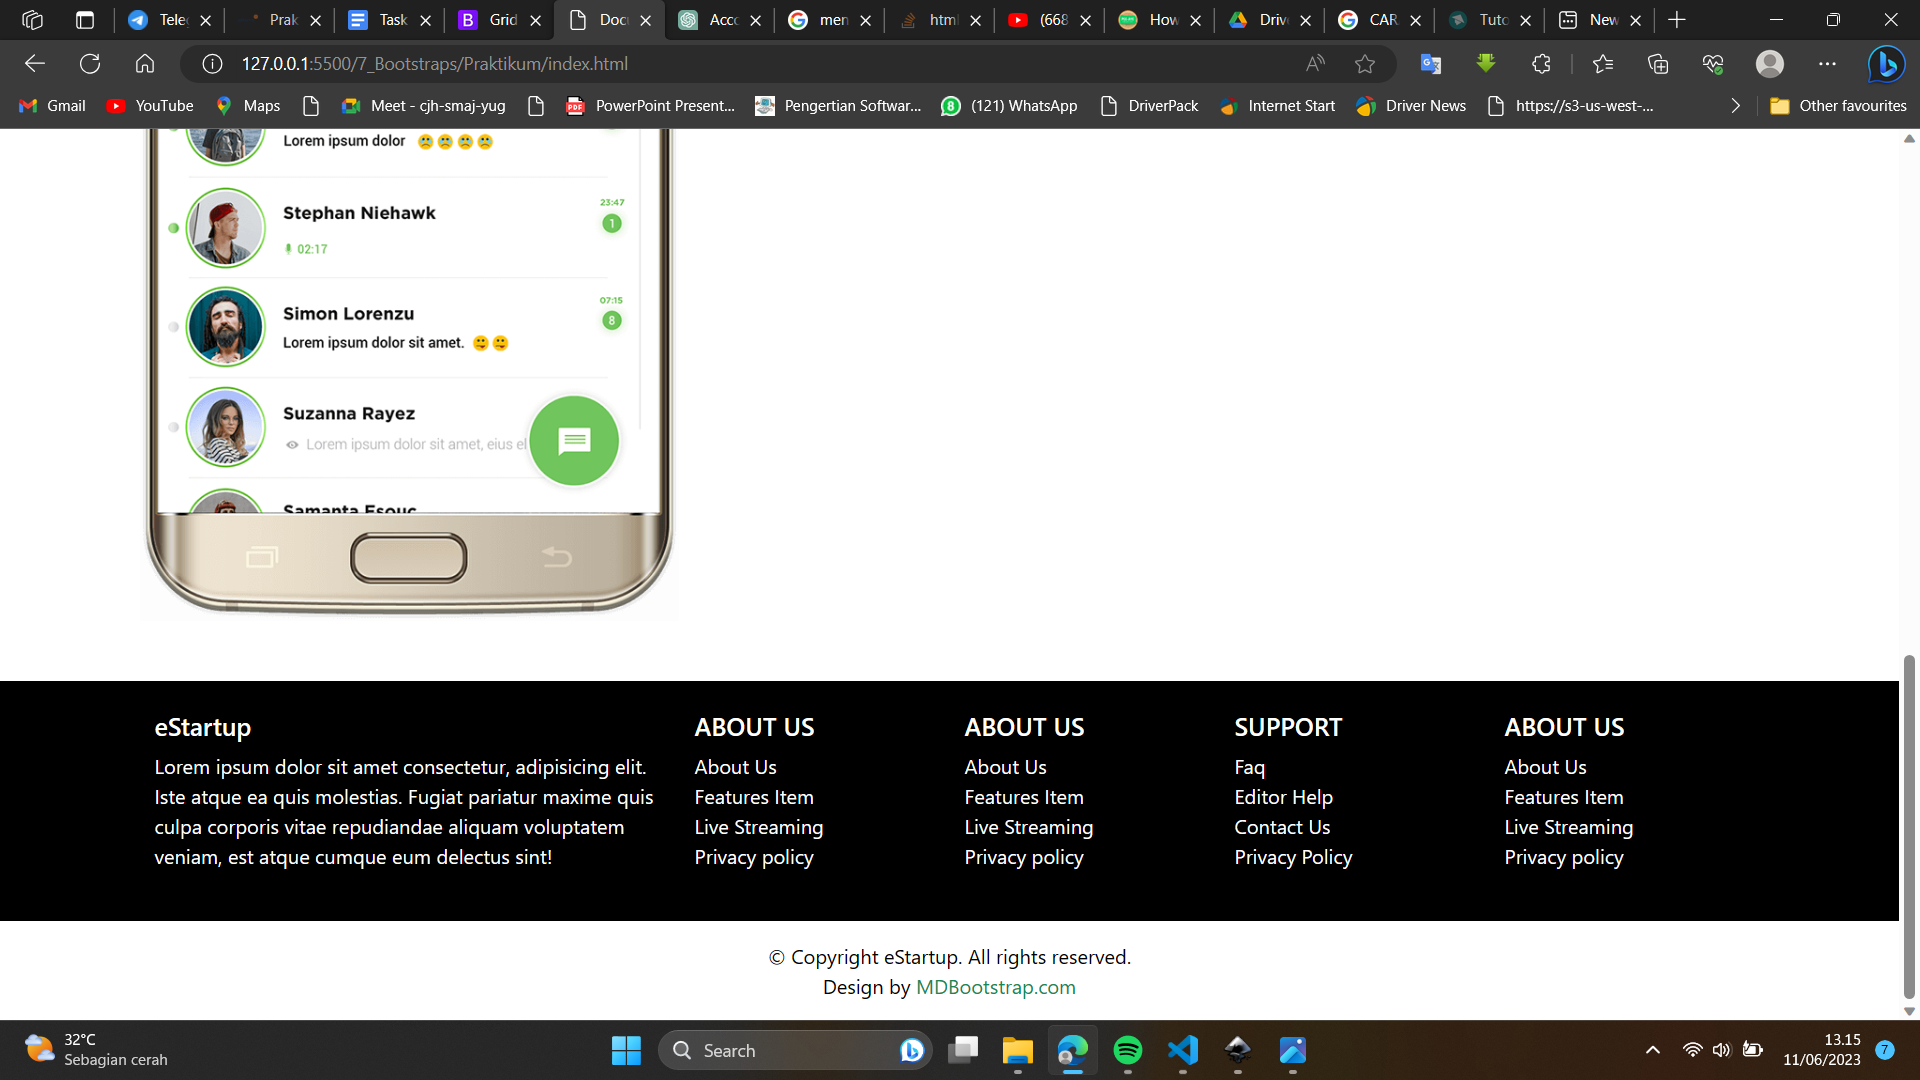 Tele
Prak
Task
Grid
Docu
Acco
men
html
(668
How
Drive
CAR
Tuto
New
127.0.0.1:5500/7_Bootstraps/Praktikum/index.html
Gmail
YouTube
Maps
Meet - cjh-smaj-yug
PDF
PowerPoint Present...
Pengertian Softwar...
8
(121) WhatsApp
DriverPack
Internet Start
Driver News
https://s3-us-west-...
Other favourites
Lorem ipsum dolor
Stephan Niehawk
23:47
1
02:17
Simon Lorenzu
07:15
8
Lorem ipsum dolor sit amet.
Suzanna Rayez
Lorem ipsum dolor sit amet, eius el
Samanta Esouc
eStartup
Lorem ipsum dolor sit amet consectetur, adipisicing elit.
Iste atque ea quis molestias. Fugiat pariatur maxime quis
culpa corporis vitae repudiandae aliquam voluptatem
veniam, est atque cumque eum delectus sint!
ABOUT US
About Us
Features Item
Live Streaming
Privacy policy
ABOUT US
About Us
Features Item
Live Streaming
Privacy policy
SUPPORT
Faq
Editor Help
Contact Us
Privacy Policy
ABOUT US
About Us
Features Item
Live Streaming
Privacy policy
© Copyright eStartup. All rights reserved.
Design by MDBootstrap.com
32°C
Sebagian cerah
Search
13.15
11/06/2023
7